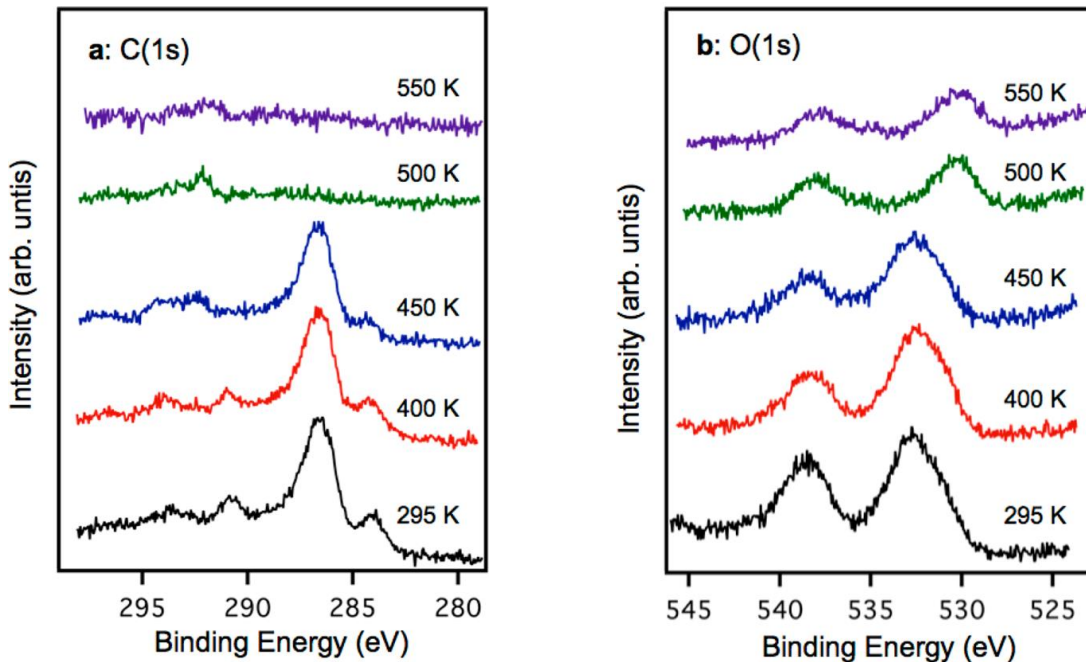 a: C(1s)
550 K
500 K
450 K
400 K
295 K
Intensity (arb. untis)
295 290 285 280
Binding Energy (eV)
b: O(1s)
550 K
500 K
450 K
400 K
295 K
Intensity (arb. untis)
545 540 535 530 525
Binding Energy (eV)